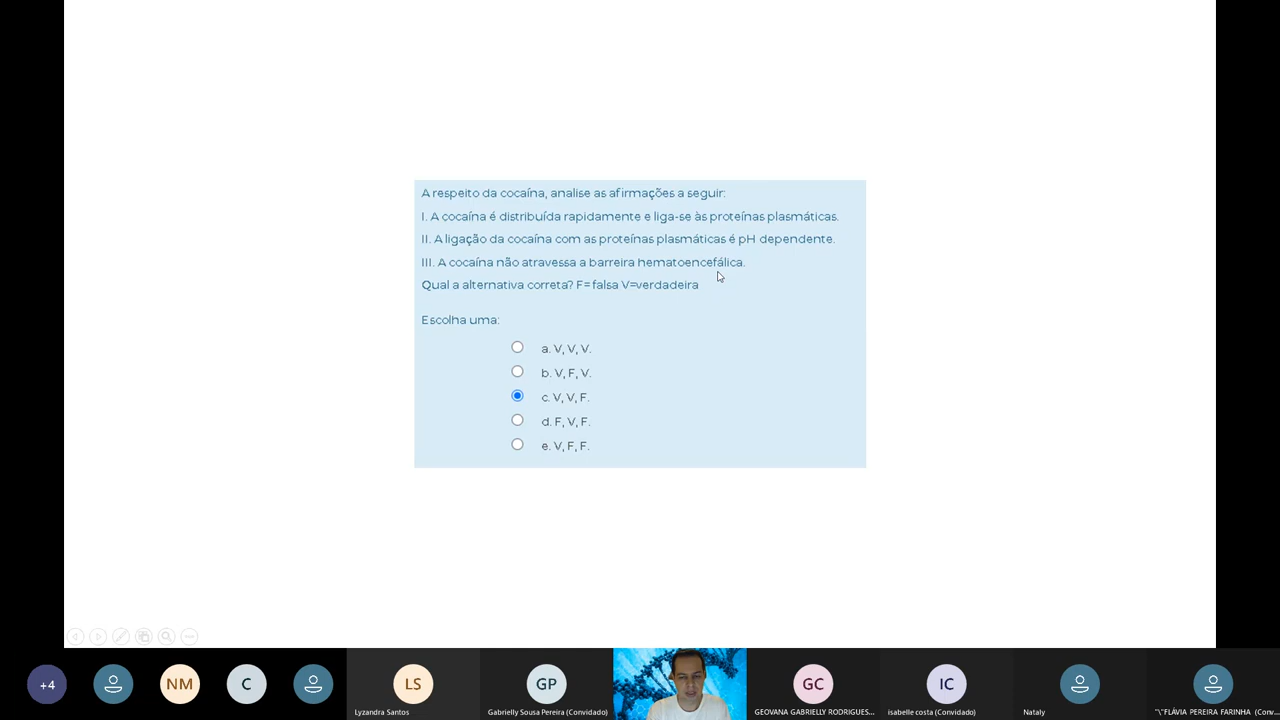 A respeito da cocaína, analise as afirmações a seguir:
I. A cocaína é distribuída rapidamente e liga-se às proteínas plasmáticas.
II. A ligação da cocaína com as proteínas plasmáticas é pH dependente.
III. A cocaína não atravessa a barreira hematoencefálica.
Qual a alternativa correta? F= falsa V=verdadeira
Escolha uma:
a. V, V, V.
b. V, F, V.
c. V, V, F.
d. F, V, F.
e. V, F, F.
+4
NM
C
LS
GP
GC
IC
Lyzandra Santos
Gabrielly Sousa Pereira (Convidado)
GEOVANA GABRIELLY RODRIGUES...
isabelle costa (Convidado)
Nataly
"\"FLÁVIA PEREIRA FARINHA (Conv...